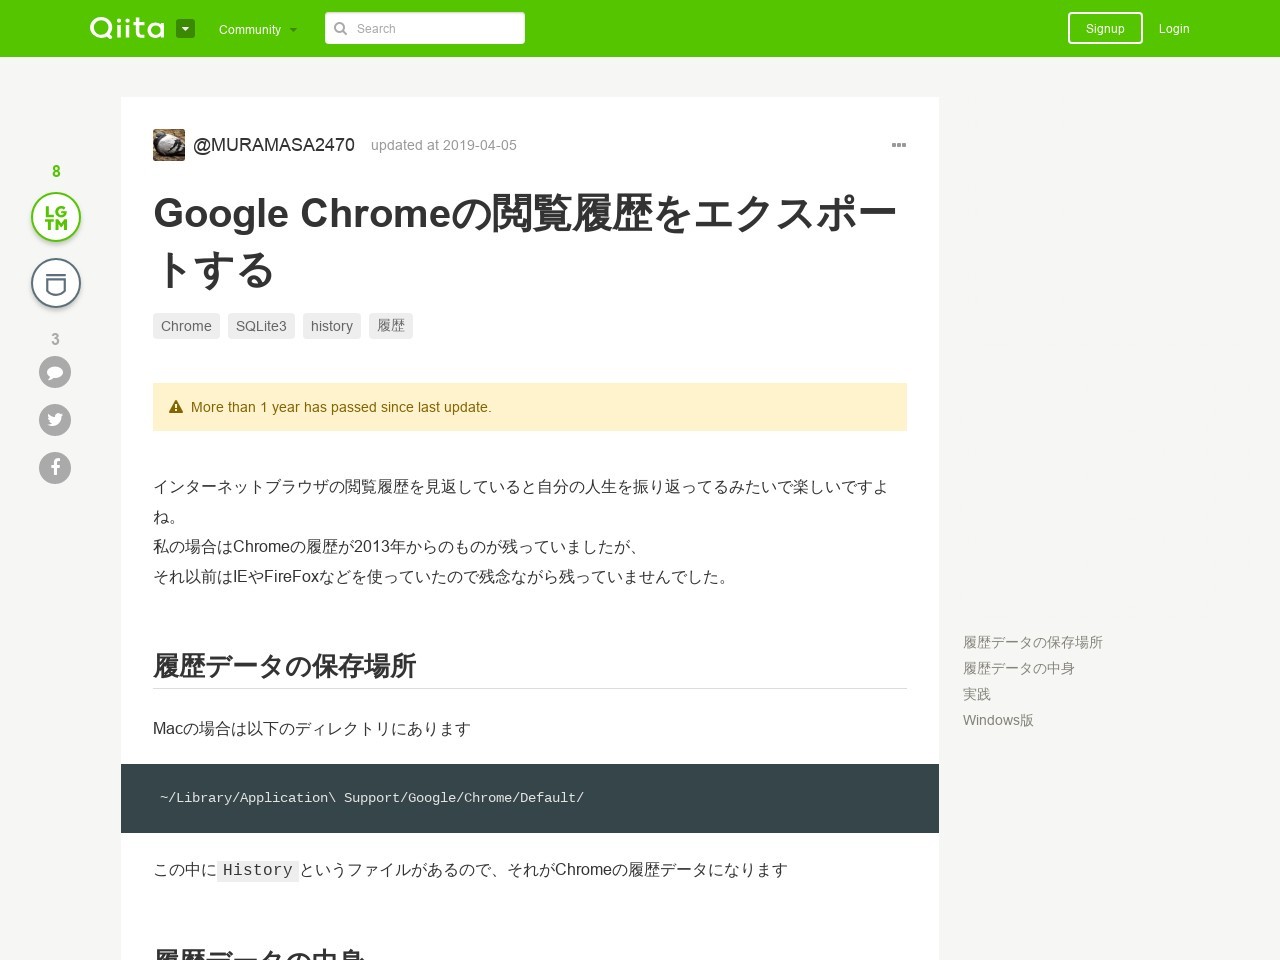 Qiita
Community
Search
Signup
Login
@MURAMASA2470
updated at 2019-04-05
8
LG
TM
3
Google Chromeの閲覧履歴をエクスポー
トする
Chrome
SQLite3
history
履歴
More than 1 year has passed since last update.
インターネットブラウザの閲覧履歴を見返していると自分の人生を振り返ってるみたいで楽しいですよ
ね。
私の場合はChromeの履歴が2013年からのものが残っていましたが、
それ以前はIEやFireFoxなどを使っていたので残念ながら残っていませんでした。
履歴データの保存場所
Macの場合は以下のディレクトリにあります
~/Library/Application\ Support/Google/Chrome/Default/
この中にHistoryというファイルがあるので、それがChromeの履歴データになります
履歴データの中身
履歴データの保存場所
履歴データの中身
実践
Windows版